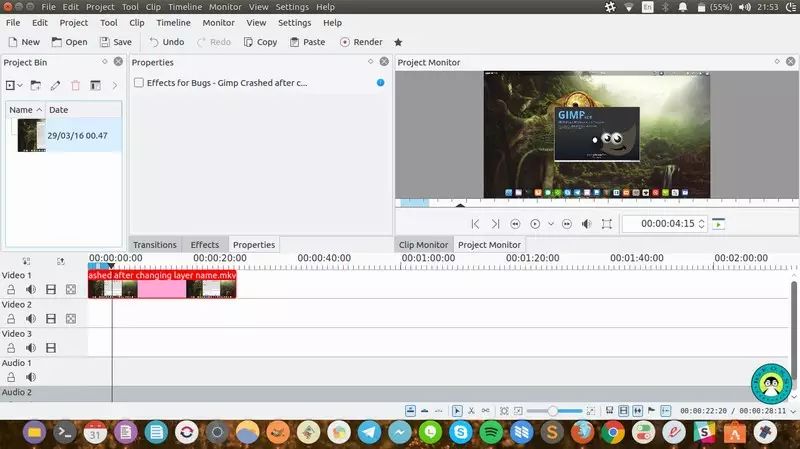 File Edit Project Tool Clip Timeline Monitor View Settings Help En (55%) 21:53
File Edit Project Tool Clip Timeline Monitor View Settings Help
New Open Save Undo Redo Copy Paste Render
Project Bin
Properties
Project Monitor
Effects for Bugs - Gimp Crashed after c...
Name Date
29/03/16 00.47
GIMP
00:00:04:15
Transitions Effects Properties
Clip Monitor Project Monitor
00:00:00:00 00:00:20:00 00:00:40:00 00:01:00:00 00:01:20:00 00:01:40:00 00:02:00:00
Video 1
ashed after changing layer name.mkv
Video 2
Video 3
Audio 1
Audio 2
00:00:22:20 / 00:00:28:11
31